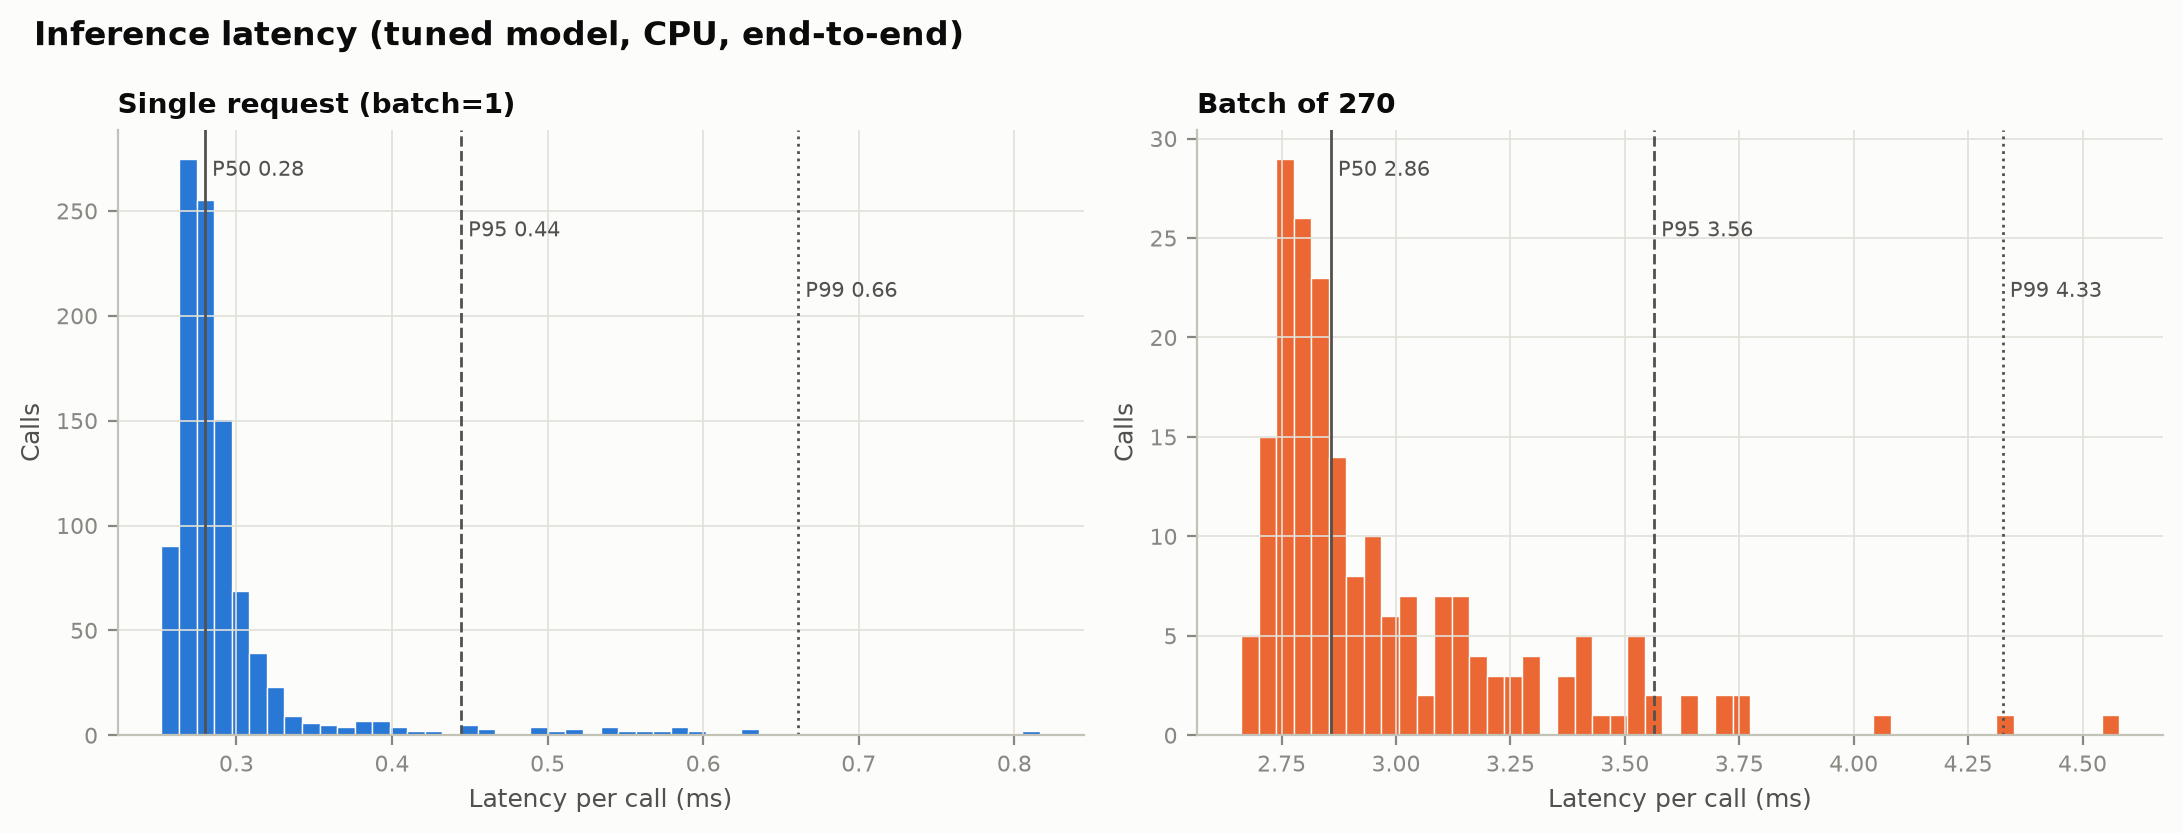 Inference latency (tuned model, CPU, end-to-end)
Single request (batch=1)
P50 0.28
P95 0.44
P99 0.66
250
200
150
100
50
0
Calls
0.3 0.4 0.5 0.6 0.7 0.8
Latency per call (ms)
Batch of 270
P50 2.86
P95 3.56
P99 4.33
30
25
20
15
10
5
0
Calls
2.75 3.00 3.25 3.50 3.75 4.00 4.25 4.50
Latency per call (ms)